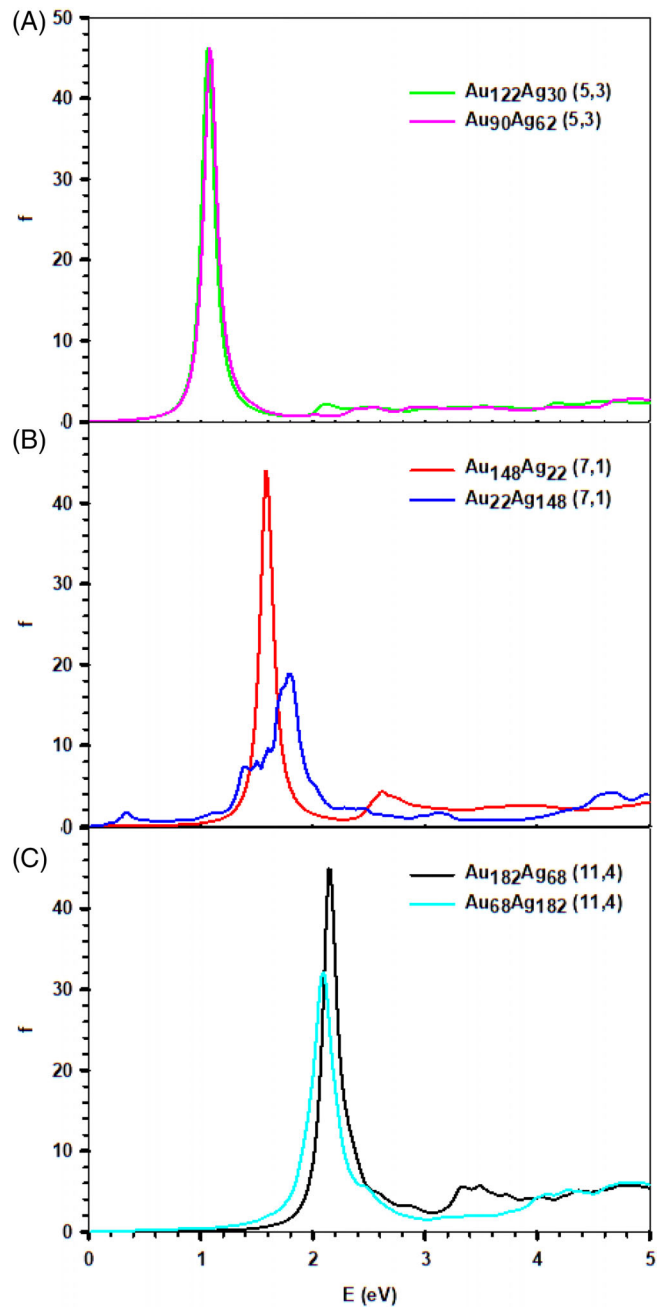 (A)
50
40
30
20
10
0
f
Au122Ag30 (5,3)
Au90Ag62 (5,3)
(B)
40
30
20
10
0
f
Au148Ag22 (7,1)
Au22Ag148 (7,1)
(C)
40
30
20
10
0
f
Au182Ag68 (11,4)
Au68Ag182 (11,4)
0 1 2 3 4 5
E (eV)